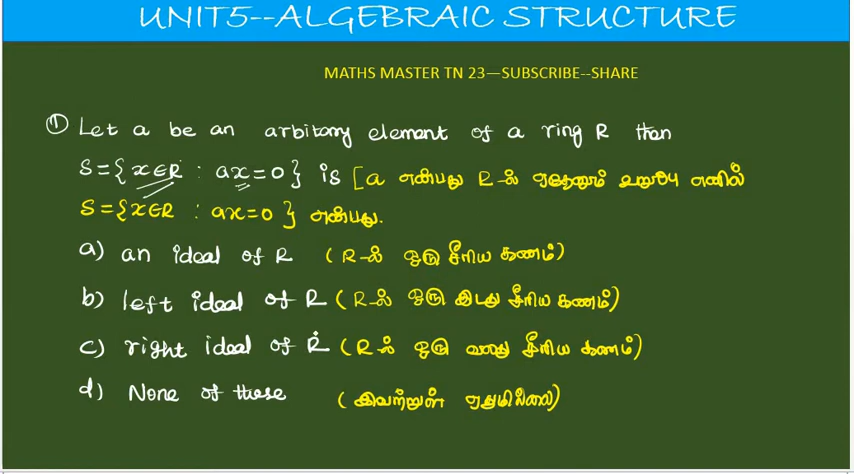 UNIT5--ALGEBRAIC STRUCTURE
MATHS MASTER TN 23—SUBSCRIBE--SHARE
① Let a be an arbitary element of a ring R then
S={x∈R : ax=0} is [a என்பது R-ல் ஏதேனும் உறுப்பு எனில்
S={x∈R : ax=0} என்பது.
a) an ideal of R (R-ல் ஒரு சீரிய கணம்)
b) left ideal of R (R-ல் ஒரு இடது சீரிய கணம்)
c) right ideal of R (R-ல் ஒரு வலது சீரிய கணம்)
d) None of these (இவற்றுள் ஏதுமில்லை)